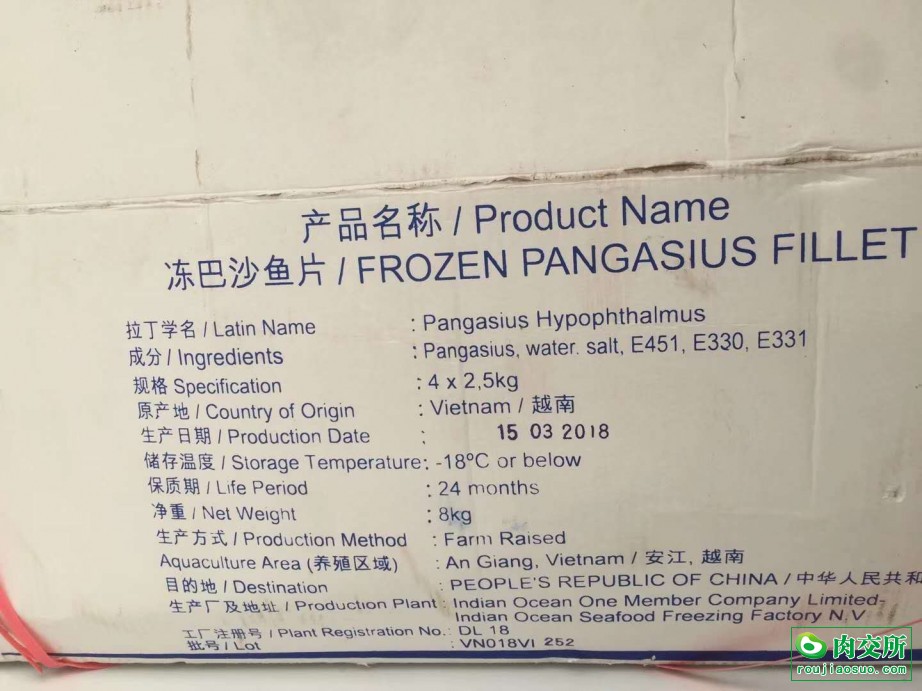 产品名称 / Product Name
冻巴沙鱼片 / FROZEN PANGASIUS FILLET
拉丁学名 / Latin Name : Pangasius Hypophthalmus
成分 / Ingredients : Pangasius, water. salt, E451, E330, E331
规格 Specification : 4 x 2,5kg
原产地 / Country of Origin : Vietnam / 越南
生产日期 / Production Date : 15 03 2018
储存温度 / Storage Temperature: -18ºC or below
保质期 / Life Period : 24 months
净重 / Net Weight : 8kg
生产方式 / Production Method : Farm Raised
Aquaculture Area (养殖区域) : An Giang, Vietnam / 安江, 越南
目的地 / Destination : PEOPLE'S REPUBLIC OF CHINA / 中华人民共和
生产厂及地址 / Production Plant : Indian Ocean One Member Company Limited-
Indian Ocean Seafood Freezing Factory N.V
工厂注册号 / Plant Registration No.: DL 18
批号 / Lot : VN018VI 252
肉交所
roujiaosuo.com